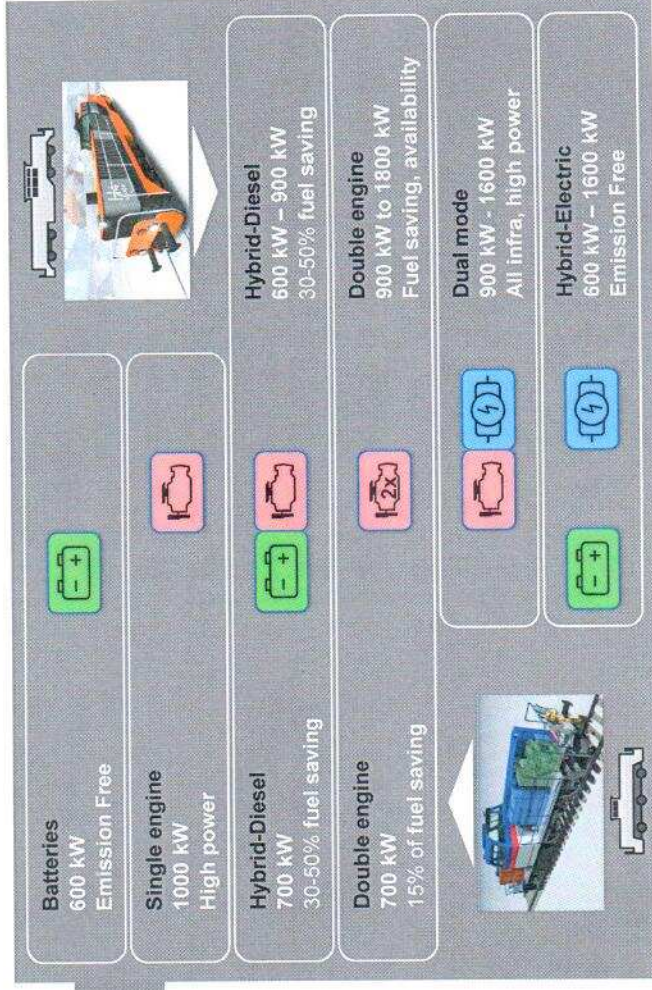 Batteries
600 kW
Emission Free
Single engine
1000 kW
High power
Hybrid-Diesel
700 kW
30-50% fuel saving
Hybrid-Diesel
600 kW – 900 kW
30-50% fuel saving
Double engine
700 kW
15% of fuel saving
2x
Double engine
900 kW to 1800 kW
Fuel saving, availability
Dual mode
900 kW - 1600 kW
All infra, high power
Hybrid-Electric
600 kW – 1600 kW
Emission Free